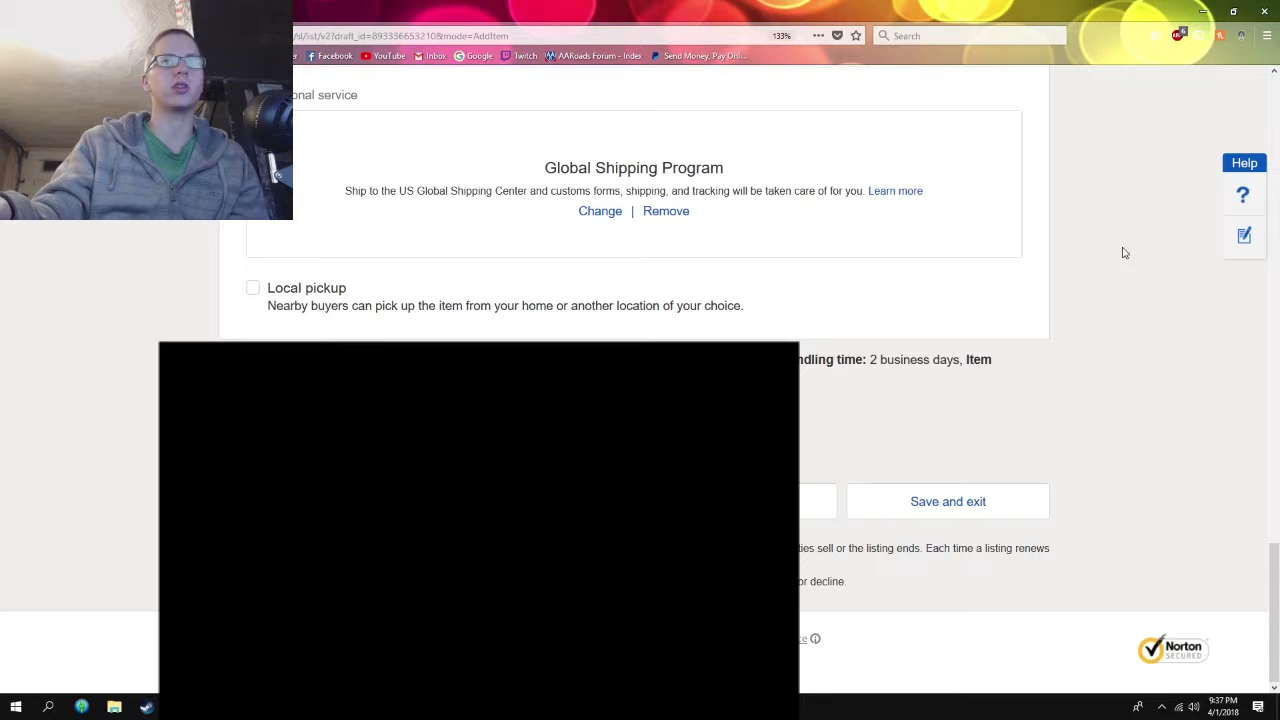 /sl/list/v2?draft_id=893336653210&mode=AddItem
133%
Search
Facebook
YouTube
Inbox
Google
Twitch
AARoads Forum - Index
Send Money, Pay Onl...
onal service
Global Shipping Program
Ship to the US Global Shipping Center and customs forms, shipping, and tracking will be taken care of for you. Learn more
Change | Remove
Help
?
Local pickup
Nearby buyers can pick up the item from your home or another location of your choice.
ndling time: 2 business days, Item
Save and exit
ties sell or the listing ends. Each time a listing renews
or decline.
Norton
SECURED
9:37 PM
4/1/2018